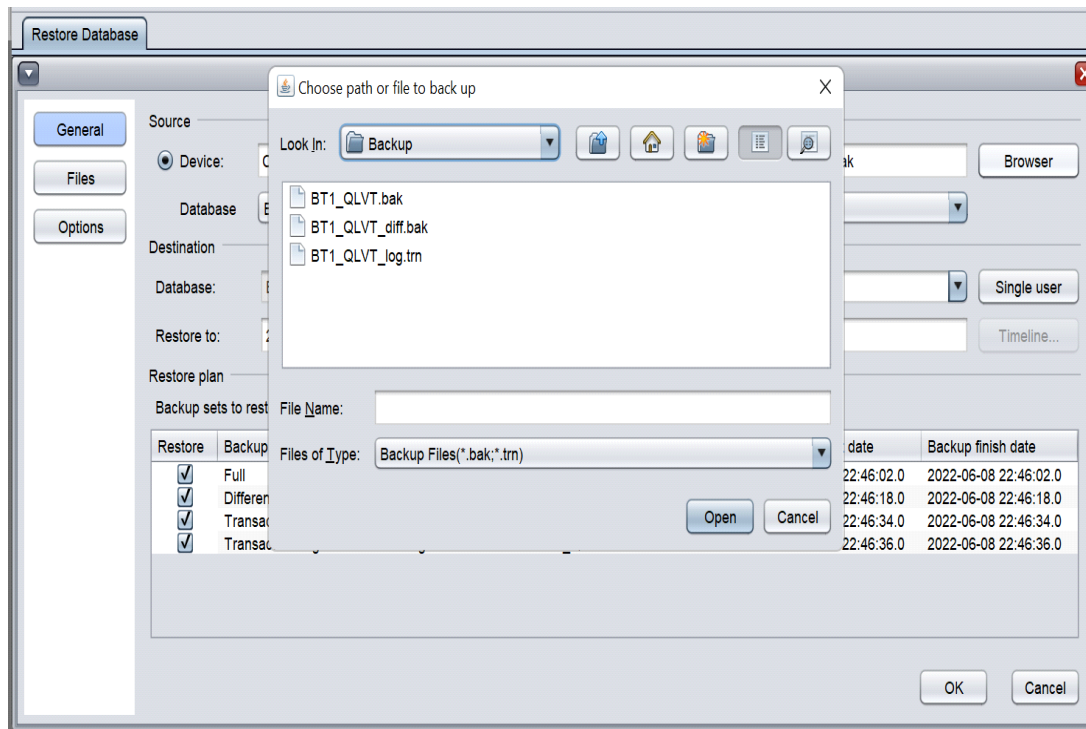 Restore Database
Choose path or file to back up
General
Files
Options
Source
Device:
ak
Browser
Look In:
Backup
BT1_QLVT.bak
BT1_QLVT_diff.bak
BT1_QLVT_log.trn
Database
Destination
Database:
Single user
Restore to:
Timeline...
Restore plan
Backup sets to rest
File Name:
Files of Type:
Backup Files(*.bak;*.trn)
Open
Cancel
Restore
Backup
date
Backup finish date
Full
22:46:02.0
2022-06-08 22:46:02.0
Differen
22:46:18.0
2022-06-08 22:46:18.0
Transac
22:46:34.0
2022-06-08 22:46:34.0
Transac
22:46:36.0
2022-06-08 22:46:36.0
OK
Cancel